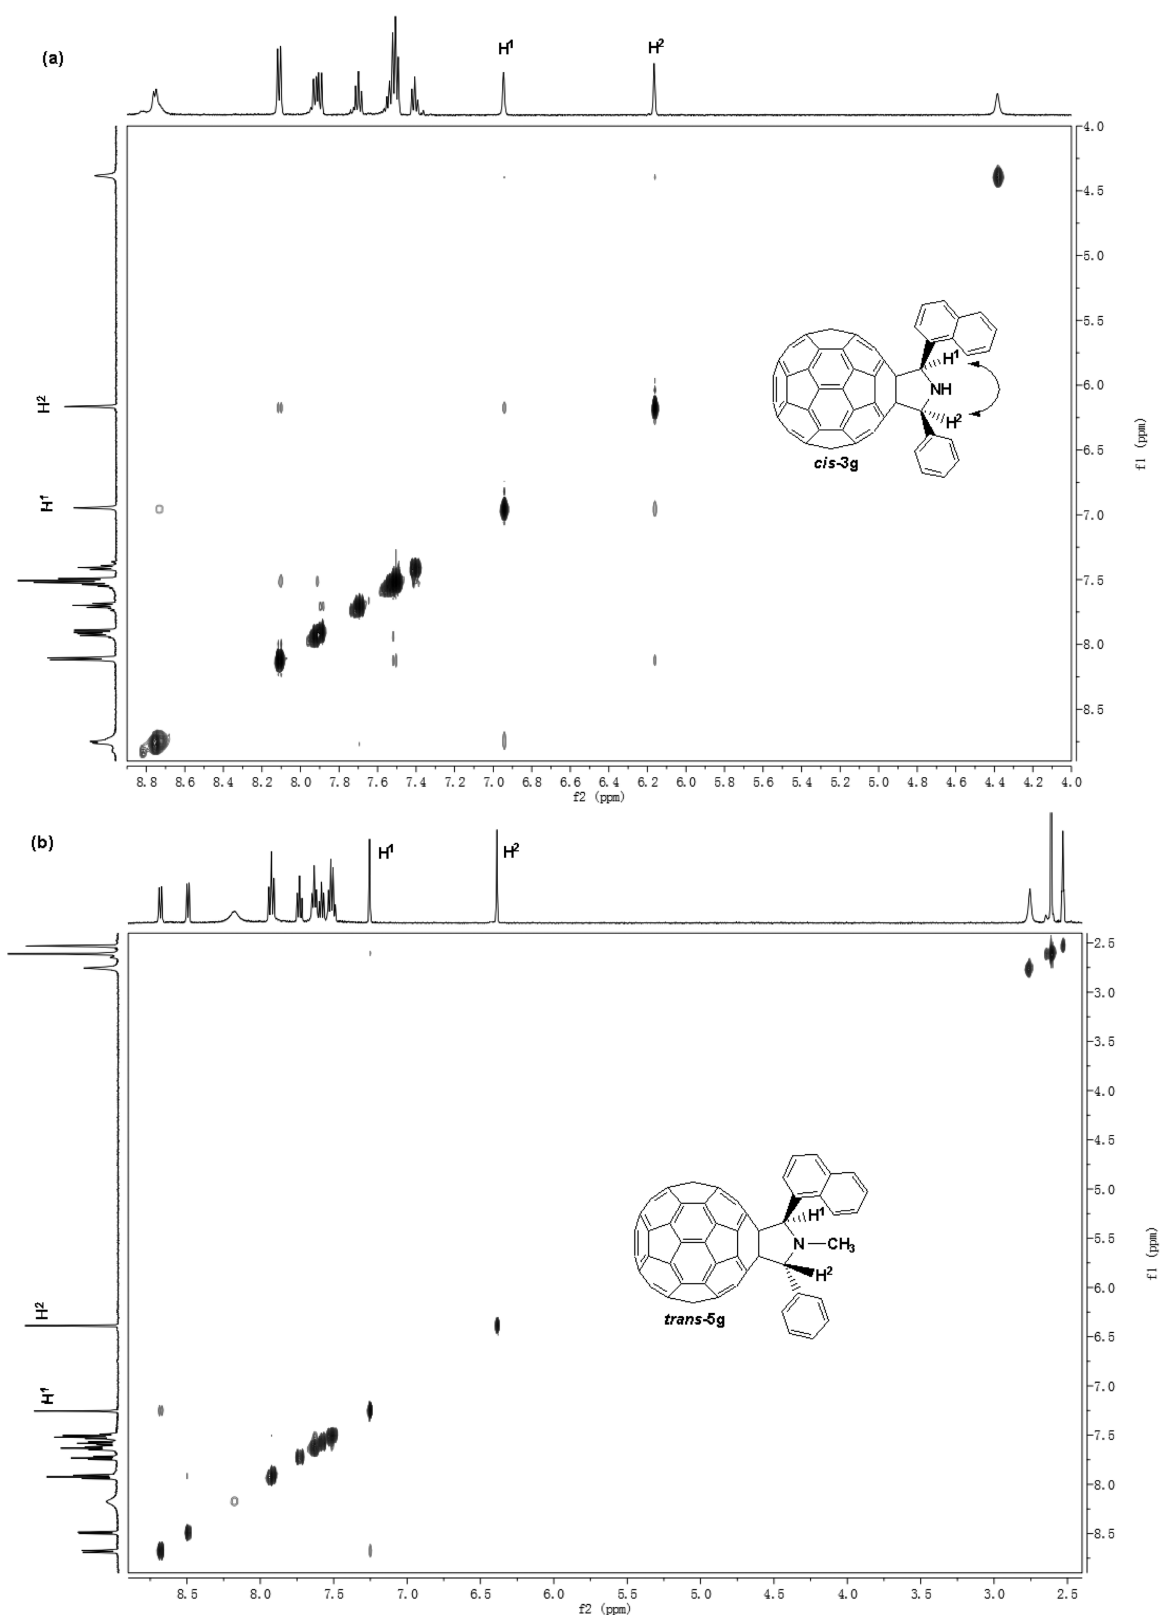 (a)
H1
H2
4.0
4.5
5.0
5.5
6.0
6.5
7.0
7.5
8.0
8.5
f1 (ppm)
H2
H1
H1
NH
H2
cis-3g
8.8 8.6 8.4 8.2 8.0 7.8 7.6 7.4 7.2 7.0 6.8 6.6 6.4 6.2 6.0 5.8 5.6 5.4 5.2 5.0 4.8 4.6 4.4 4.2 4.0
f2 (ppm)
(b)
H1
H2
2.5
3.0
3.5
4.0
4.5
5.0
5.5
6.0
6.5
7.0
7.5
8.0
8.5
f1 (ppm)
H2
H1
H1
N—CH3
H2
trans-5g
8.5 8.0 7.5 7.0 6.5 6.0 5.5 5.0 4.5 4.0 3.5 3.0 2.5
f2 (ppm)